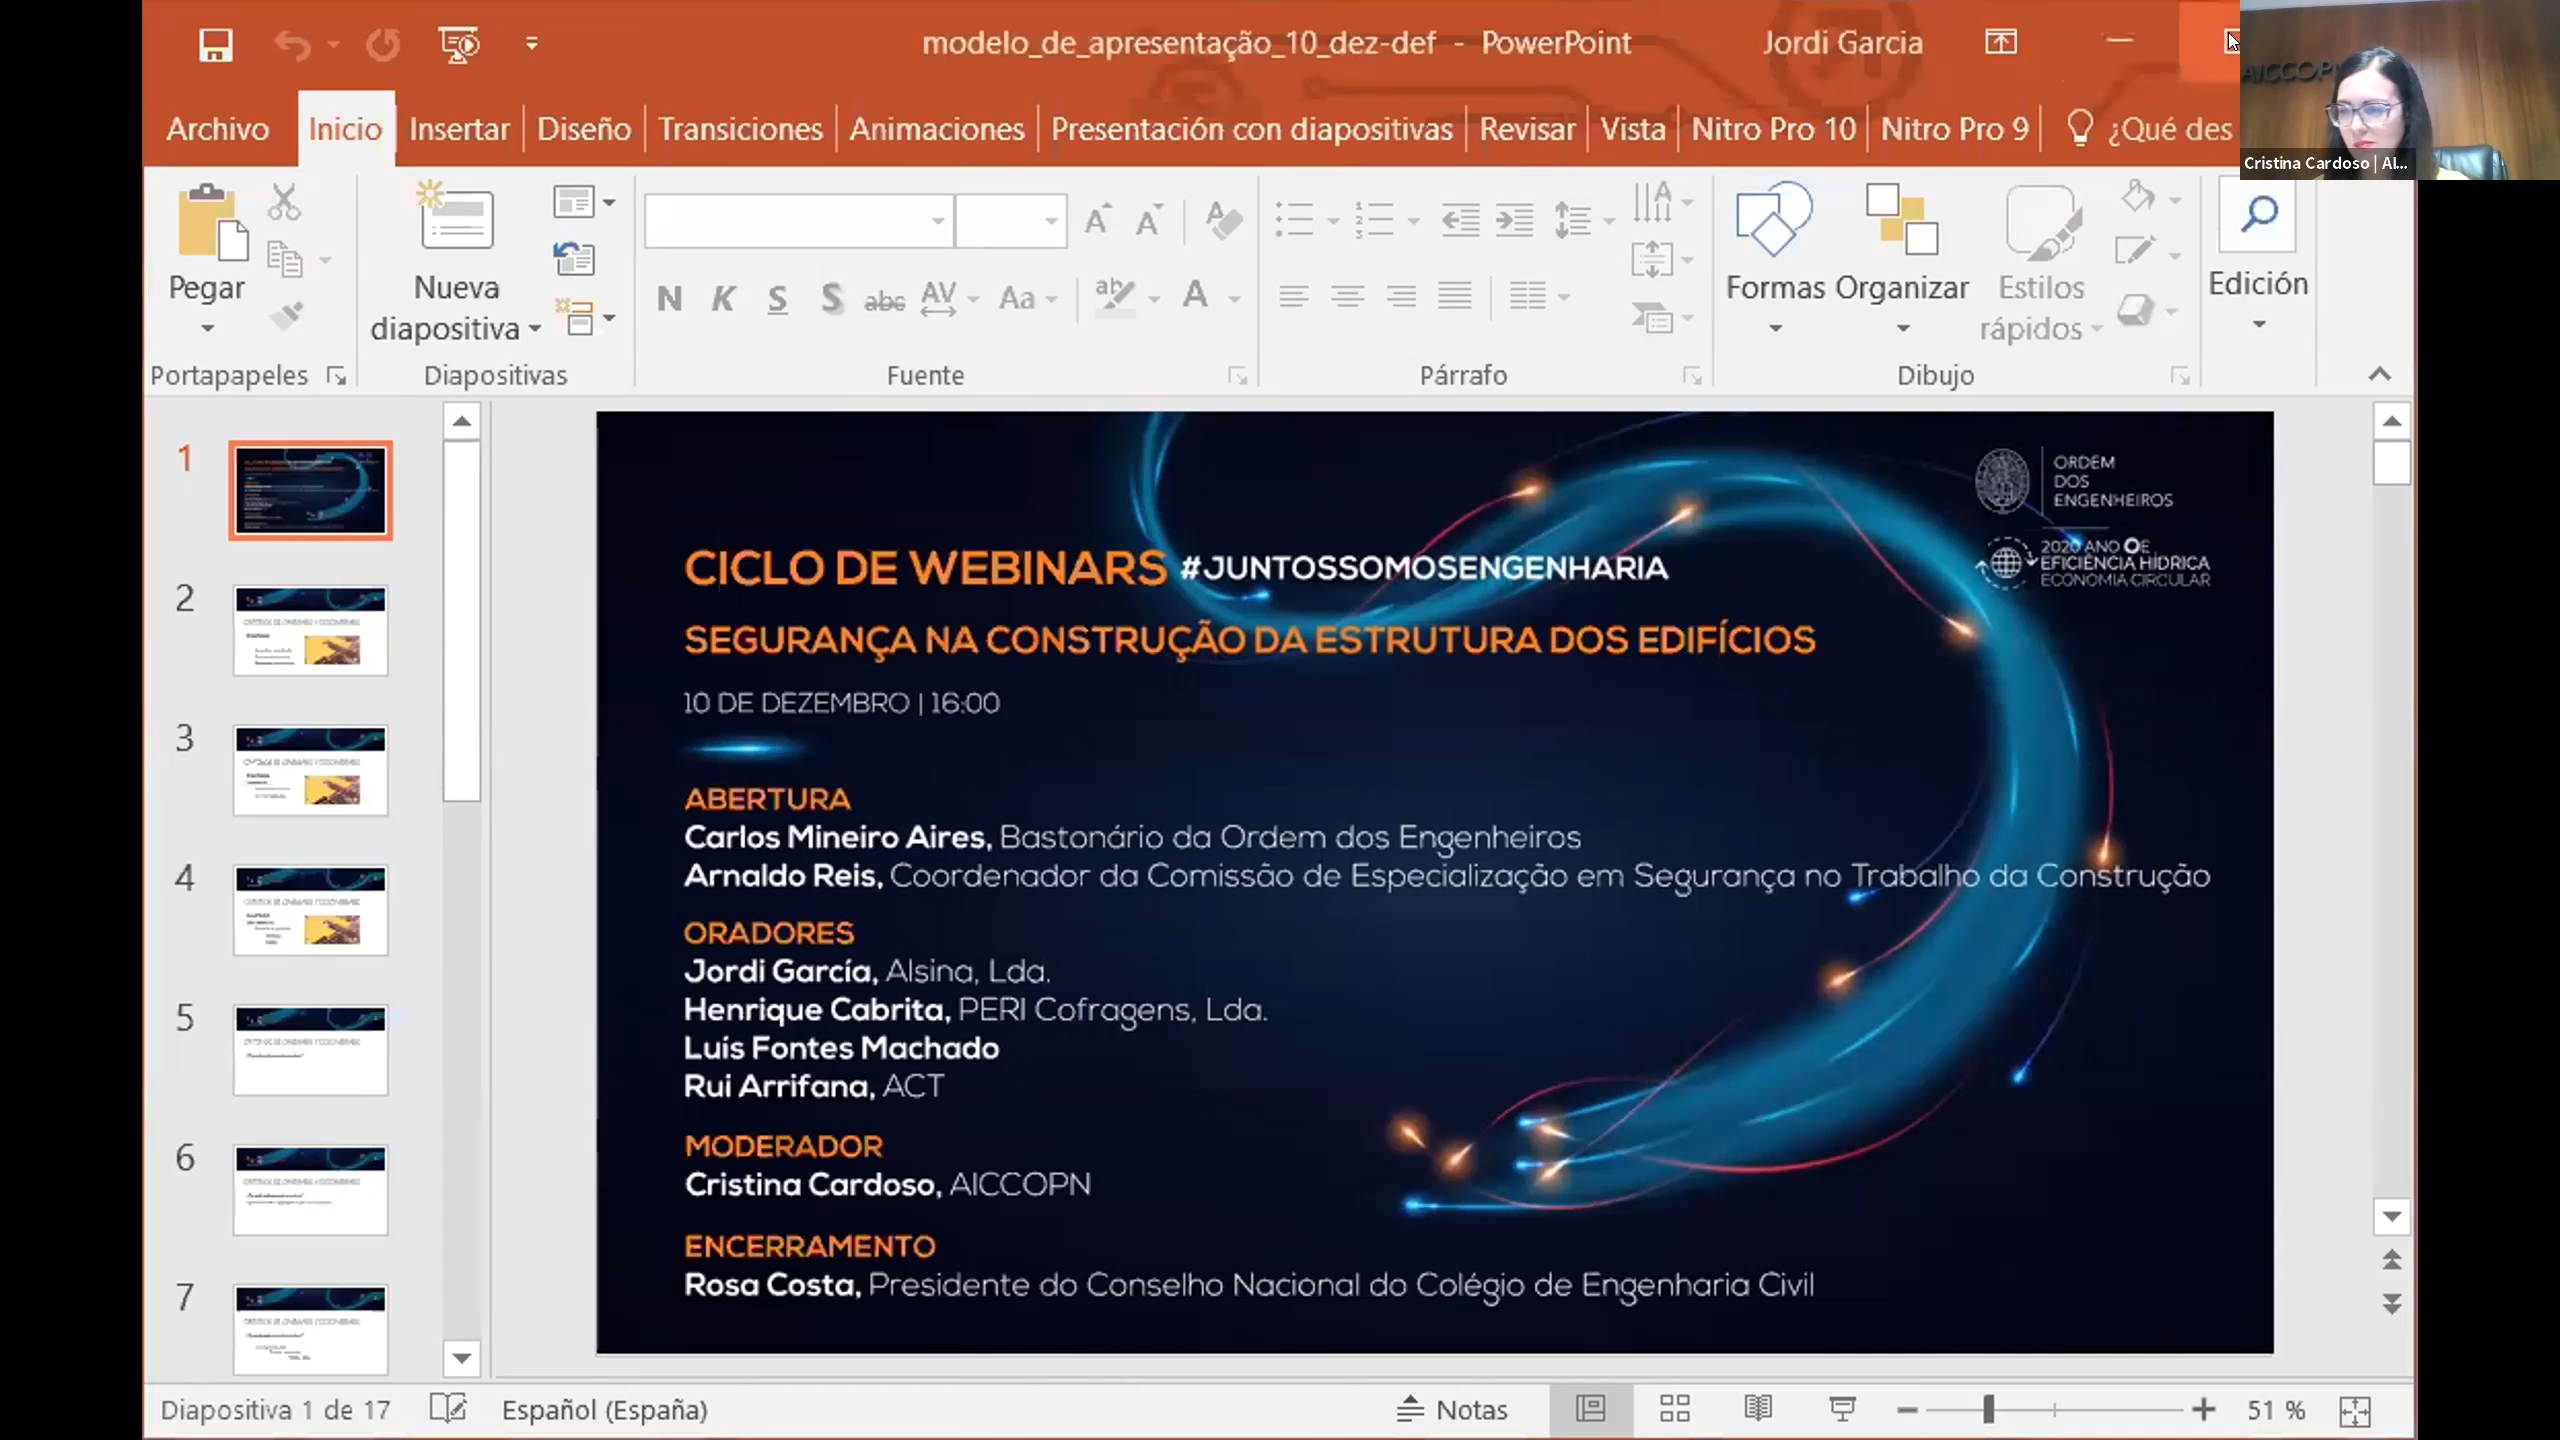 modelo_de_apresentação_10_dez-def - PowerPoint
Jordi Garcia
AICCOP
Cristina Cardoso | AI...
Archivo
Inicio
Insertar
Diseño
Transiciones
Animaciones
Presentación con diapositivas
Revisar
Vista
Nitro Pro 10
Nitro Pro 9
¿Qué des
Pegar
Nueva
diapositiva
N K S S abc AV Aa ab A
Formas
Organizar
Estilos
rápidos
Edición
Portapapeles
Diapositivas
Fuente
Párrafo
Dibujo
1
2
3
4
5
6
7
ORDEM
DOS
ENGENHEIROS
2020 ANO OE
EFICIÊNCIA HÍDRICA
ECONOMIA CIRCULAR
CICLO DE WEBINARS #JUNTOSSOMOSENGENHARIA
SEGURANÇA NA CONSTRUÇÃO DA ESTRUTURA DOS EDIFÍCIOS
10 DE DEZEMBRO | 16:00
ABERTURA
Carlos Mineiro Aires, Bastonário da Ordem dos Engenheiros
Arnaldo Reis, Coordenador da Comissão de Especialização em Segurança no Trabalho da Construção
ORADORES
Jordi García, Alsina, Lda.
Henrique Cabrita, PERI Cofragens, Lda.
Luís Fontes Machado
Rui Arrifana, ACT
MODERADOR
Cristina Cardoso, AICCOPN
ENCERRAMENTO
Rosa Costa, Presidente do Conselho Nacional do Colégio de Engenharia Civil
Diapositiva 1 de 17
Español (España)
Notas
51 %